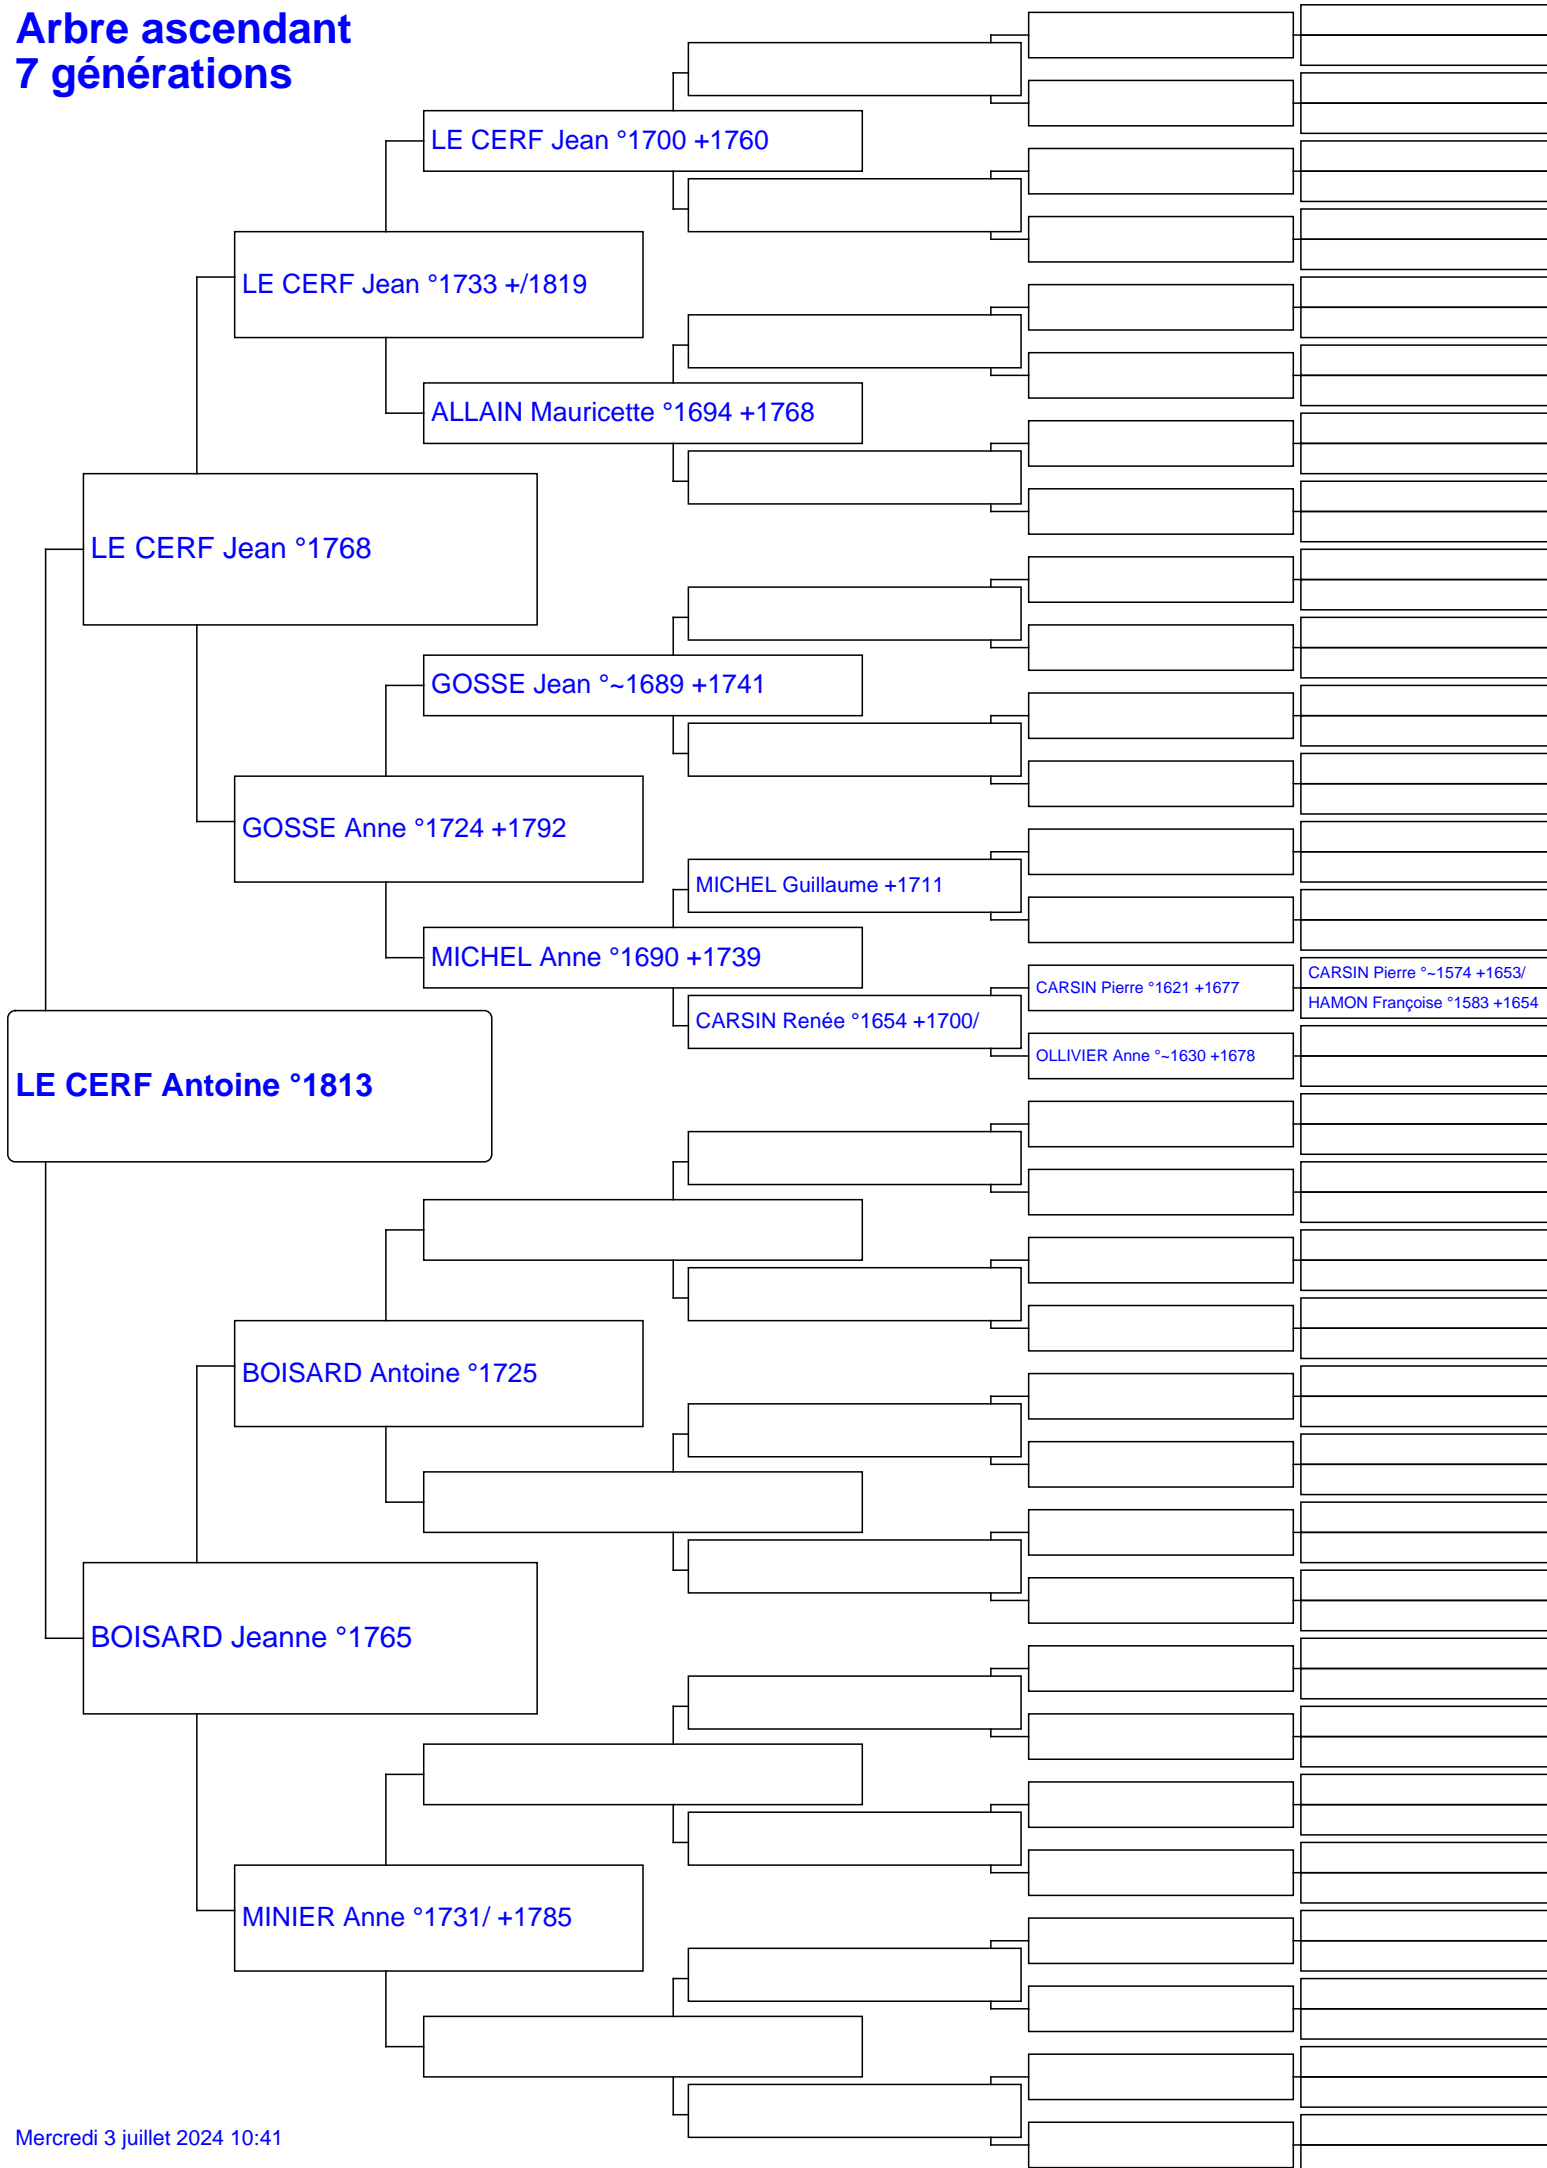 Arbre ascendant
7 générations
LE CERF Jean °1700 +1760
LE CERF Jean °1733 +/1819
ALLAIN Mauricette °1694 +1768
LE CERF Jean °1768
GOSSE Jean °~1689 +1741
GOSSE Anne °1724 +1792
MICHEL Guillaume +1711
MICHEL Anne °1690 +1739
CARSIN Pierre °~1574 +1653/
CARSIN Pierre °1621 +1677
HAMON Françoise °1583 +1654
CARSIN Renée °1654 +1700/
OLLIVIER Anne °~1630 +1678
LE CERF Antoine °1813
BOISARD Antoine °1725
BOISARD Jeanne °1765
MINIER Anne °1731/ +1785
Mercredi 3 juillet 2024 10:41